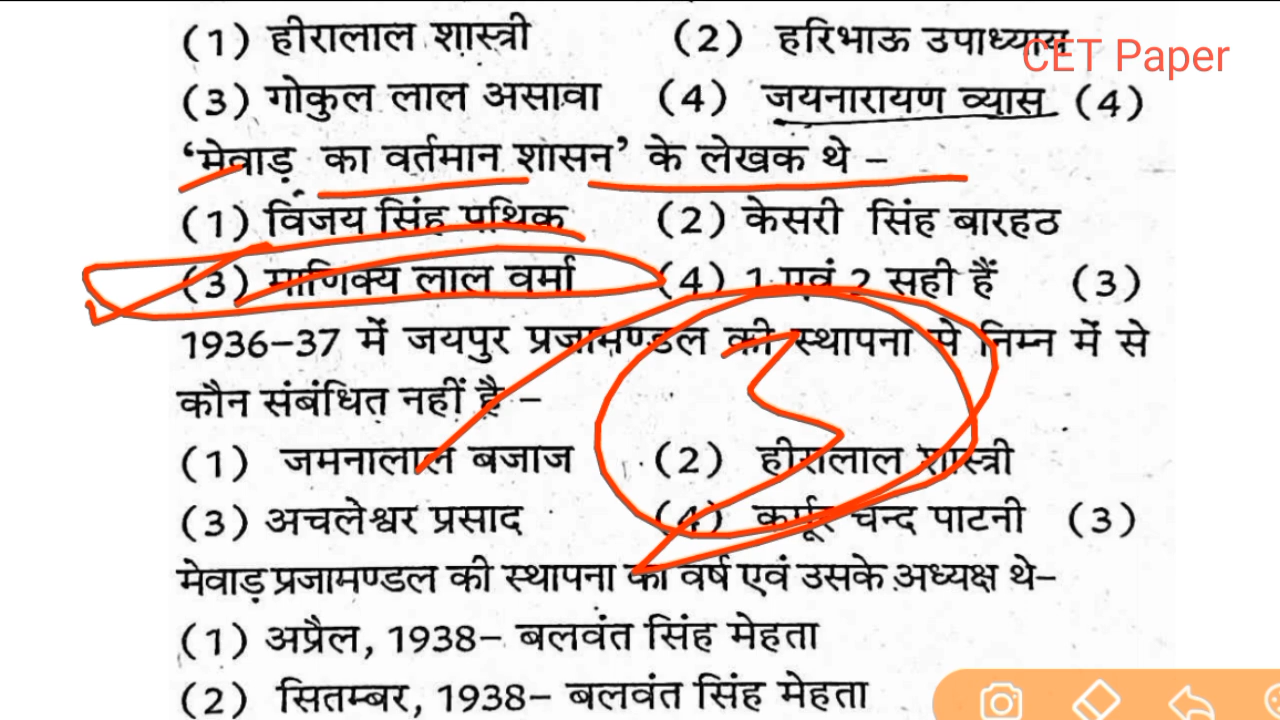 (1) हीरालाल शास्त्री (2) हरिभाऊ उपाध्याय
CET Paper
(3) गोकुल लाल असावा (4) जयनारायण व्यास (4)
‘मेवाड़ का वर्तमान शासन’ के लेखक थे –
(1) विजय सिंह पथिक (2) केसरी सिंह बारहठ
(3) माणिक्य लाल वर्मा (4) 1 एवं 2 सही हैं (3)
1936–37 में जयपुर प्रजामण्डल की स्थापना से निम्न में से
कौन संबंधित नहीं है –
(1) जमनालाल बजाज (2) हीरालाल शास्त्री
(3) अचलेश्वर प्रसाद (4) कर्पूर चन्द पाटनी (3)
मेवाड़ प्रजामण्डल की स्थापना का वर्ष एवं उसके अध्यक्ष थे–
(1) अप्रैल, 1938– बलवंत सिंह मेहता
(2) सितम्बर, 1938– बलवंत सिंह मेहता